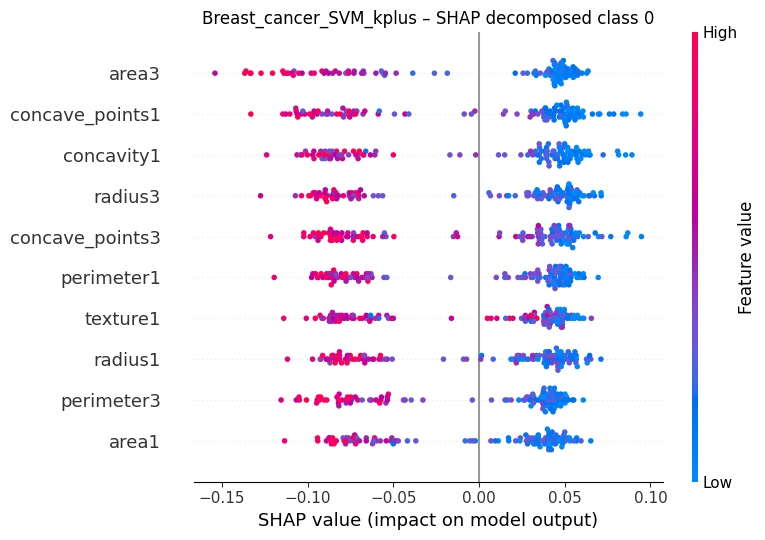 Breast_cancer_SVM_kplus – SHAP decomposed class 0
High
area3
concave_points1
concavity1
radius3
concave_points3
perimeter1
texture1
radius1
perimeter3
area1
Feature value
Low
−0.15 −0.10 −0.05 0.00 0.05 0.10
SHAP value (impact on model output)